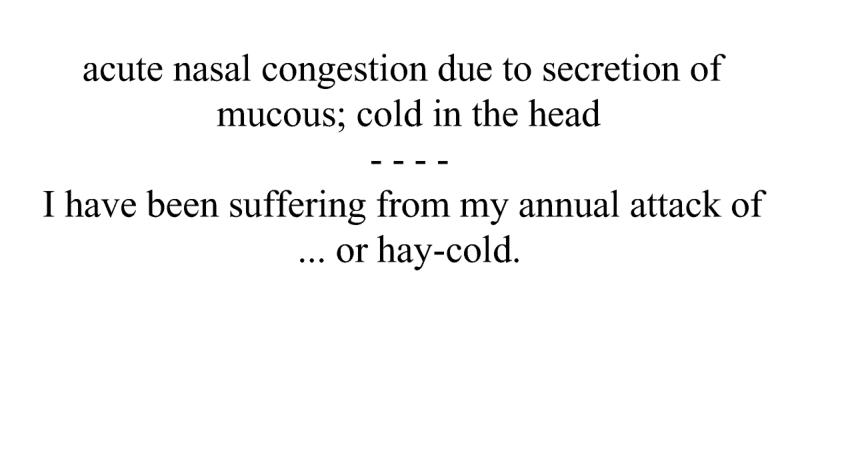 acute nasal congestion due to secretion of
mucous; cold in the head
- - - -
I have been suffering from my annual attack of
... or hay-cold.